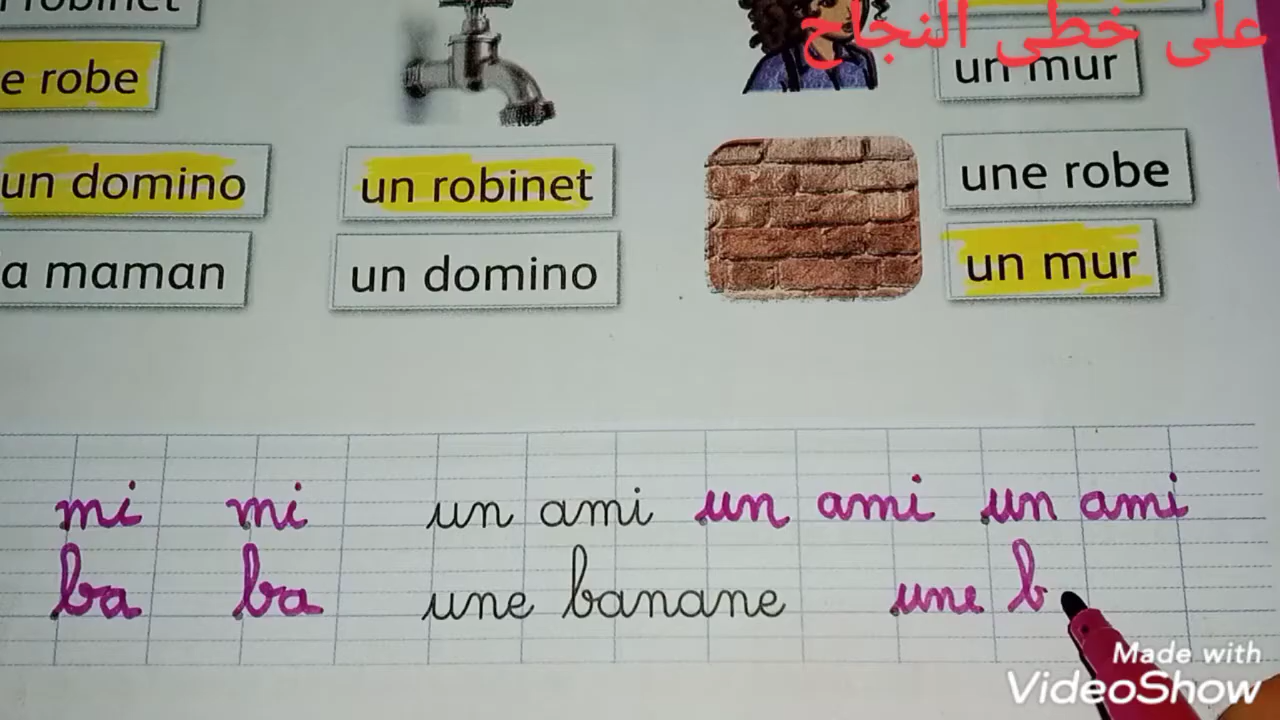 robinet
على خطى النجاح
un mur
e robe
une robe
un domino
un robinet
un mur
a maman
un domino
mi mi un ami un ami un ami
ba ba une banane une b
Made with
VideoShow